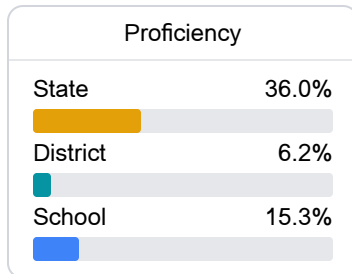 Proficiency
State 36.0%
District 6.2%
School 15.3%